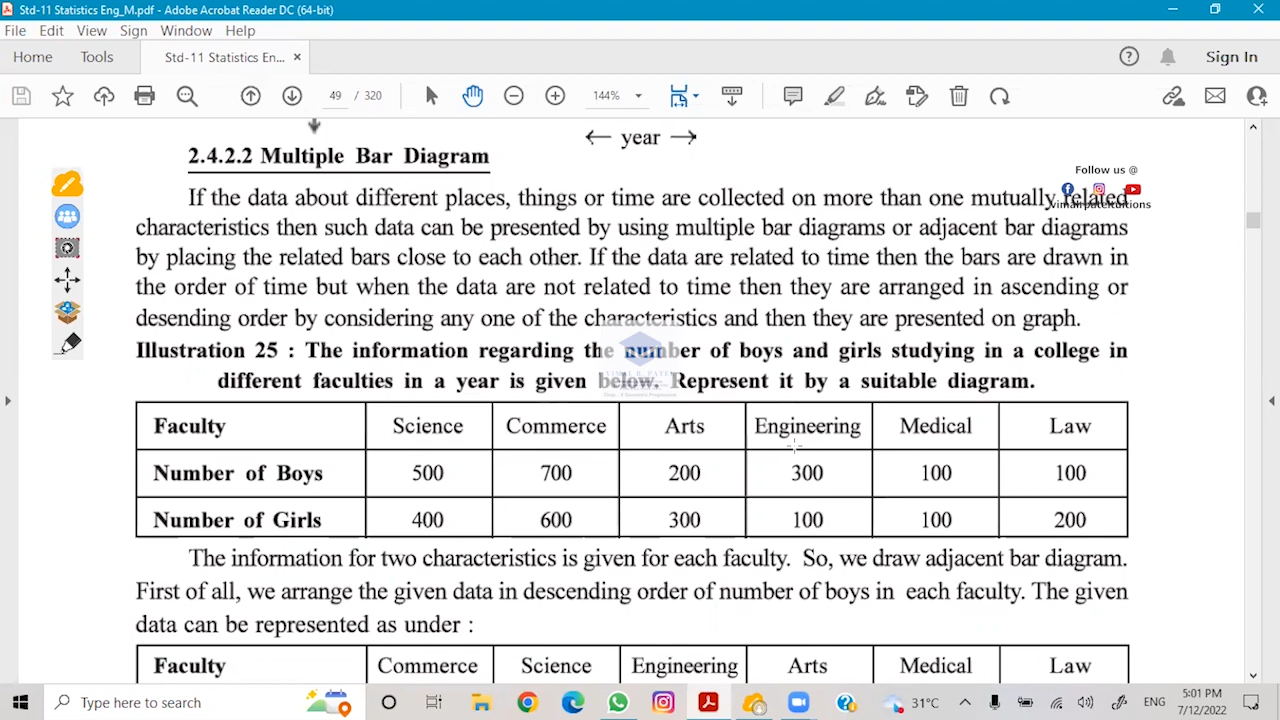 Std-11 Statistics Eng_M.pdf - Adobe Acrobat Reader DC (64-bit)
File Edit View Sign Window Help
Home Tools Std-11 Statistics En... × Sign In
49 / 320 144%
← year →
2.4.2.2 Multiple Bar Diagram
Follow us @
vimalrpateltuitions
If the data about different places, things or time are collected on more than one mutually related
characteristics then such data can be presented by using multiple bar diagrams or adjacent bar diagrams
by placing the related bars close to each other. If the data are related to time then the bars are drawn in
the order of time but when the data are not related to time then they are arranged in ascending or
desending order by considering any one of the characteristics and then they are presented on graph.
Illustration 25 : The information regarding the number of boys and girls studying in a college in
different faculties in a year is given below. Represent it by a suitable diagram.
Faculty Science Commerce Arts Engineering Medical Law
Number of Boys 500 700 200 300 100 100
Number of Girls 400 600 300 100 100 200
The information for two characteristics is given for each faculty. So, we draw adjacent bar diagram.
First of all, we arrange the given data in descending order of number of boys in each faculty. The given
data can be represented as under :
Faculty Commerce Science Engineering Arts Medical Law
Type here to search 31°C ENG 5:01 PM
7/12/2022